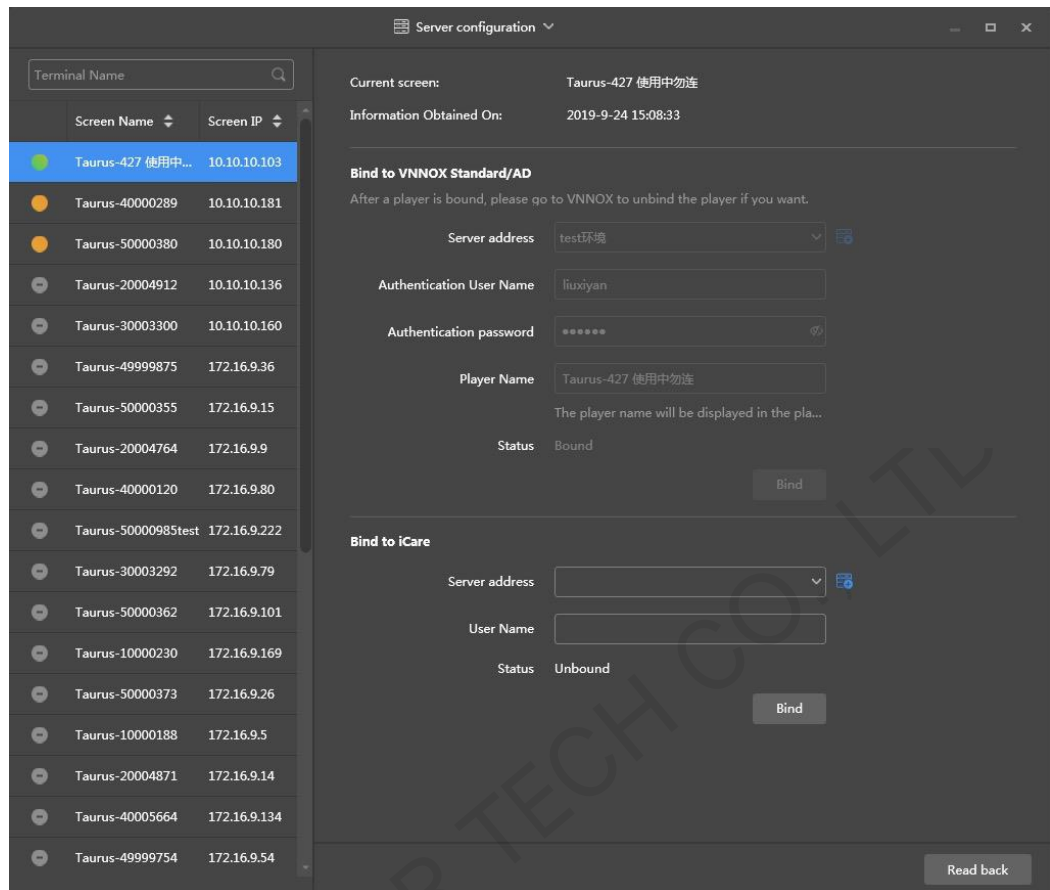 Server configuration
Terminal Name
Screen Name Screen IP
Taurus-427 使用中... 10.10.10.103
Taurus-40000289 10.10.10.181
Taurus-50000380 10.10.10.180
Taurus-20004912 10.10.10.136
Taurus-30003300 10.10.10.160
Taurus-49999875 172.16.9.36
Taurus-50000355 172.16.9.15
Taurus-20004764 172.16.9.9
Taurus-40000120 172.16.9.80
Taurus-50000985test 172.16.9.222
Taurus-30003292 172.16.9.79
Taurus-50000362 172.16.9.101
Taurus-10000230 172.16.9.169
Taurus-50000373 172.16.9.26
Taurus-10000188 172.16.9.5
Taurus-20004871 172.16.9.14
Taurus-40005664 172.16.9.134
Taurus-49999754 172.16.9.54
Current screen: Taurus-427 使用中勿连
Information Obtained On: 2019-9-24 15:08:33
Bind to VNNOX Standard/AD
After a player is bound, please go to VNNOX to unbind the player if you want.
Server address test环境
Authentication User Name liuxiyan
Authentication password ●●●●●●
Player Name Taurus-427 使用中勿连
The player name will be displayed in the pla...
Status Bound
Bind
Bind to iCare
Server address
User Name
Status Unbound
Bind
Read back
TECH CO., LTD